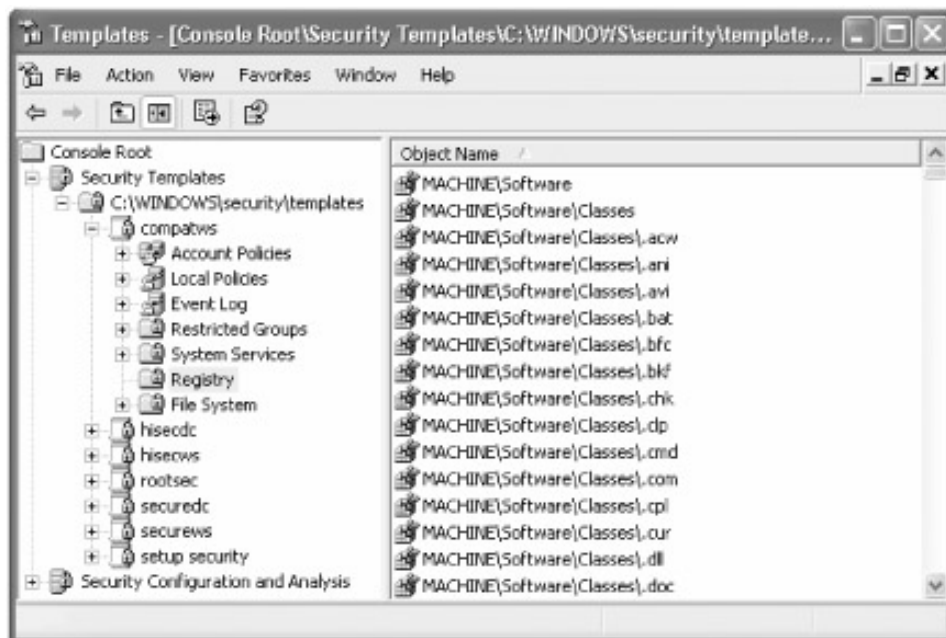 Templates - [Console Root\Security Templates\C:\WINDOWS\security\template...
File Action View Favorites Window Help
Console Root
Security Templates
C:\WINDOWS\security\templates
compatws
Account Policies
Local Policies
Event Log
Restricted Groups
System Services
Registry
File System
hisecdc
hisecws
rootsec
securedc
securews
setup security
Security Configuration and Analysis
Object Name
MACHINE\Software
MACHINE\Software\Classes
MACHINE\Software\Classes\.acw
MACHINE\Software\Classes\.ani
MACHINE\Software\Classes\.avi
MACHINE\Software\Classes\.bat
MACHINE\Software\Classes\.bfc
MACHINE\Software\Classes\.bkf
MACHINE\Software\Classes\.chk
MACHINE\Software\Classes\.clp
MACHINE\Software\Classes\.cmd
MACHINE\Software\Classes\.com
MACHINE\Software\Classes\.cpl
MACHINE\Software\Classes\.cur
MACHINE\Software\Classes\.dll
MACHINE\Software\Classes\.doc